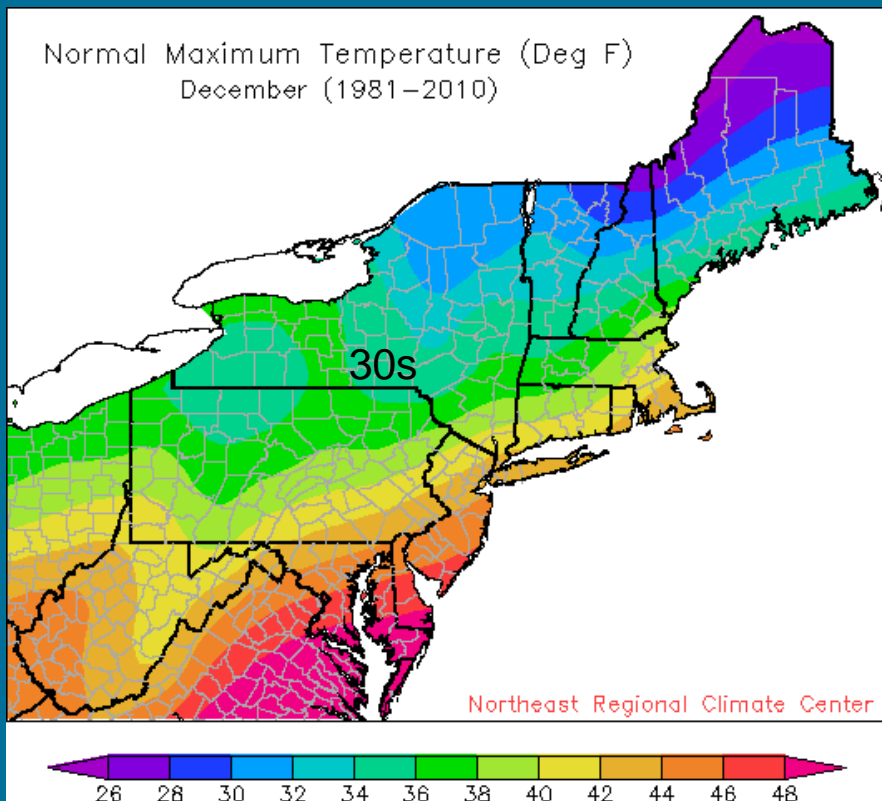 Normal Maximum Temperature (Deg F)
December (1981-2010)
30s
Northeast Regional Climate Center
26 28 30 32 34 36 38 40 42 44 46 48